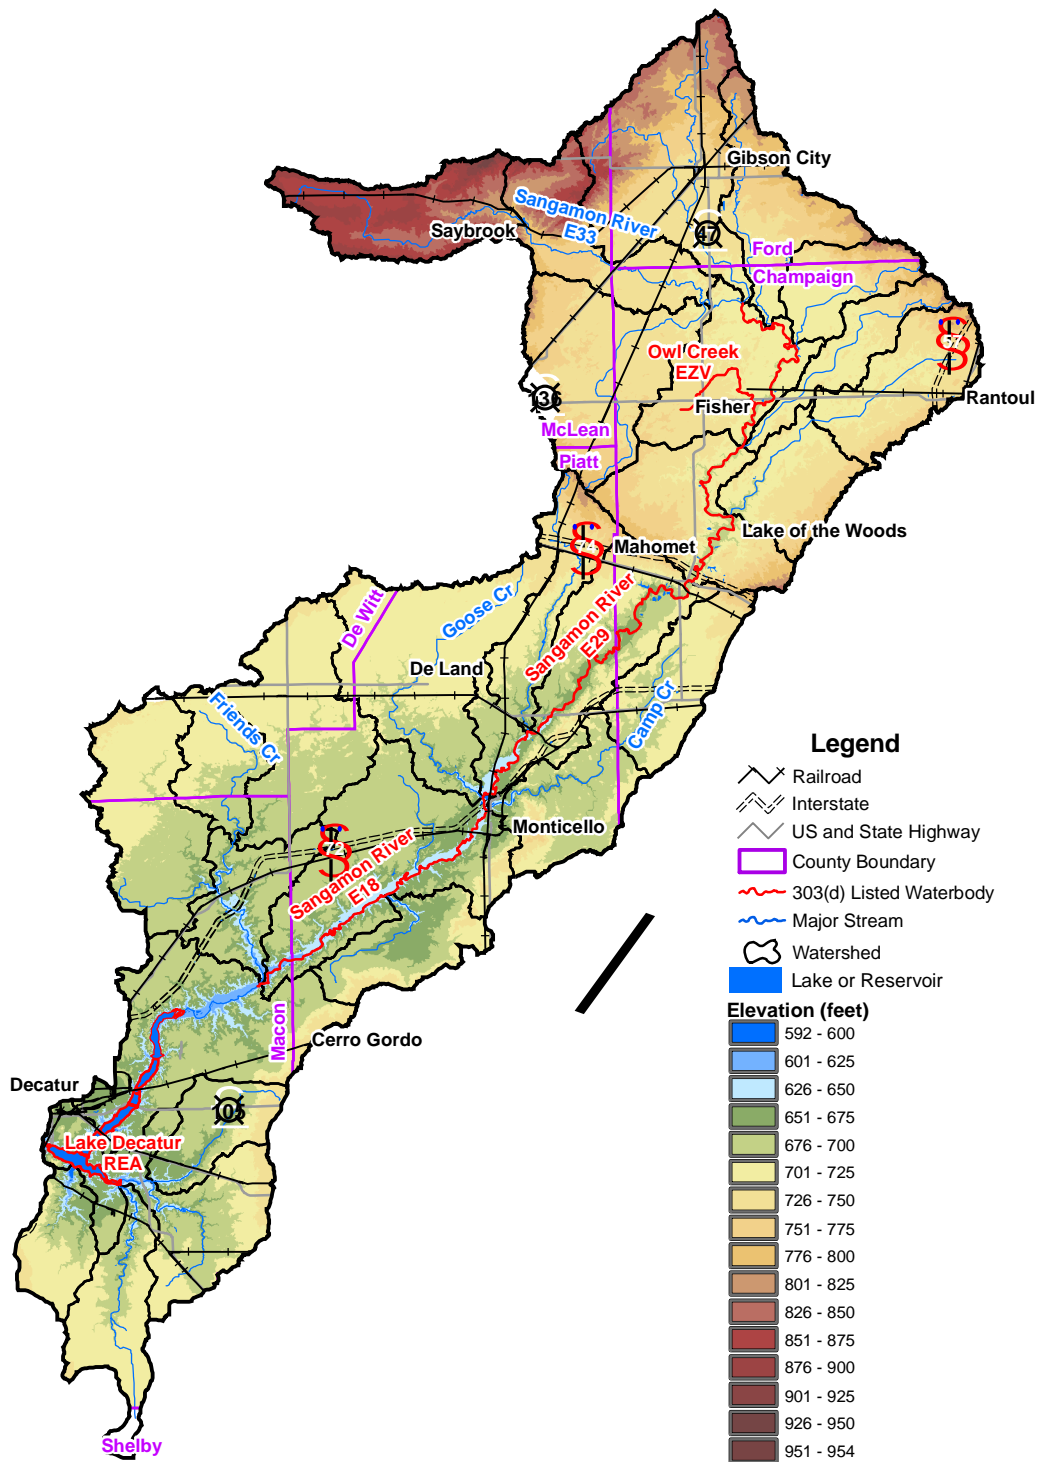 Gibson City
Sangamon River
E33
Saybrook
47
Ford
Champaign
57
Owl Creek
EZV
136
Fisher
Rantoul
McLean
Piatt
Lake of the Woods
Mahomet
De Witt
Goose Cr
Sangamon River
E29
De Land
Friends Cr
Camp Cr
Monticello
72
Sangamon River
E18
Macon
Cerro Gordo
Decatur
105
Lake Decatur
REA
Shelby
Legend
Railroad
Interstate
US and State Highway
County Boundary
303(d) Listed Waterbody
Major Stream
Watershed
Lake or Reservoir
Elevation (feet)
592 - 600
601 - 625
626 - 650
651 - 675
676 - 700
701 - 725
726 - 750
751 - 775
776 - 800
801 - 825
826 - 850
851 - 875
876 - 900
901 - 925
926 - 950
951 - 954